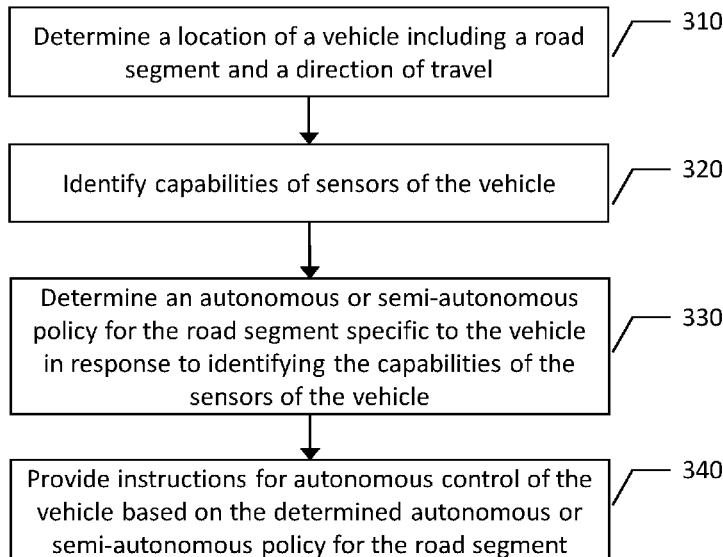 Determine a location of a vehicle including a road
segment and a direction of travel
310
Identify capabilities of sensors of the vehicle
320
Determine an autonomous or semi-autonomous
policy for the road segment specific to the vehicle
in response to identifying the capabilities of the
sensors of the vehicle
330
Provide instructions for autonomous control of the
vehicle based on the determined autonomous or
semi-autonomous policy for the road segment
340